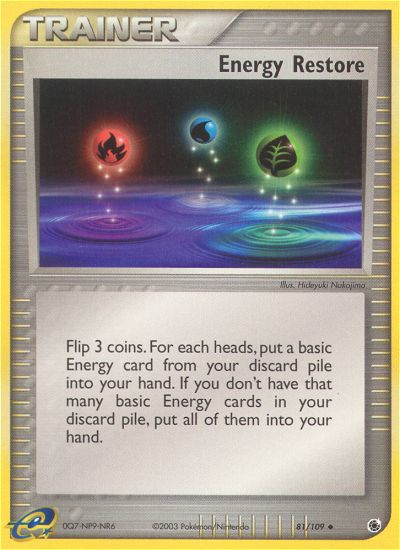 TRAINER
Energy Restore
Illus. Hideyuki Nakajima
Flip 3 coins. For each heads, put a basic
Energy card from your discard pile
into your hand. If you don't have that
many basic Energy cards in your
discard pile, put all of them into
your hand.
e
0Q7-NP9-NR6
©2003 Pokémon/Nintendo
81/109 ◆